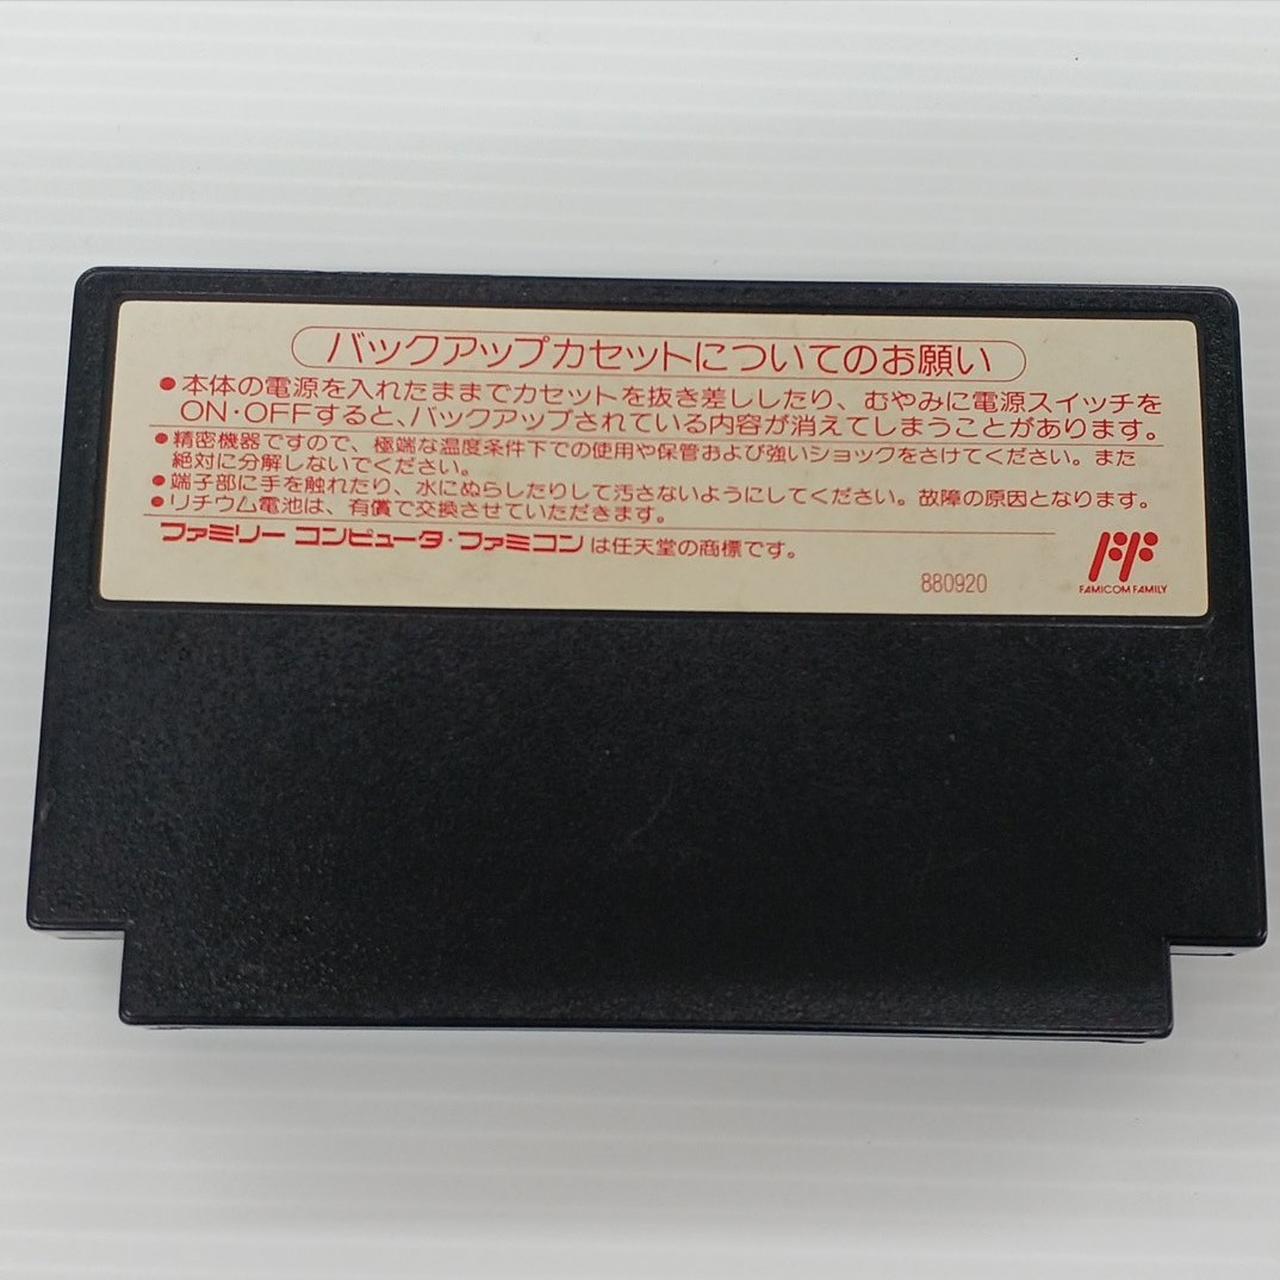 バックアップカセットについてのお願い
●本体の電源を入れたままでカセットを抜き差ししたり、むやみに電源スイッチを
ON・OFFすると、バックアップされている内容が消えてしまうことがあります。
●精密機器ですので、極端な温度条件下での使用や保管および強いショックをさけてください。また
絶対に分解しないでください。
●端子部に手を触れたり、水にぬらしたりして汚さないようにしてください。故障の原因となります。
●リチウム電池は、有償で交換させていただきます。
ファミリー コンピュータ・ファミコンは任天堂の商標です。
880920
FAMICOM FAMILY